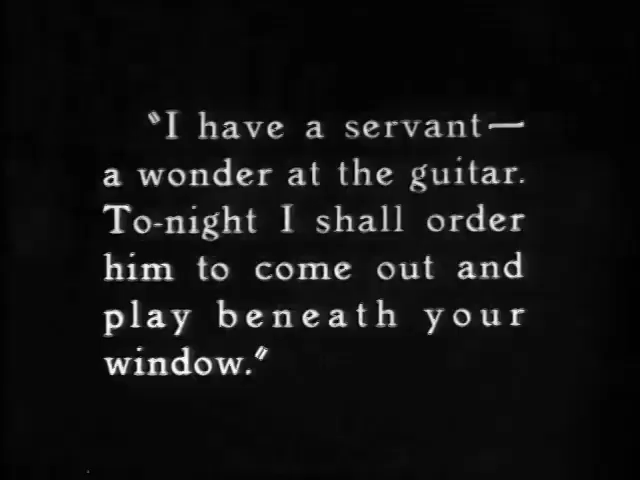 "I have a servant—
a wonder at the guitar.
To-night I shall order
him to come out and
play beneath your
window."